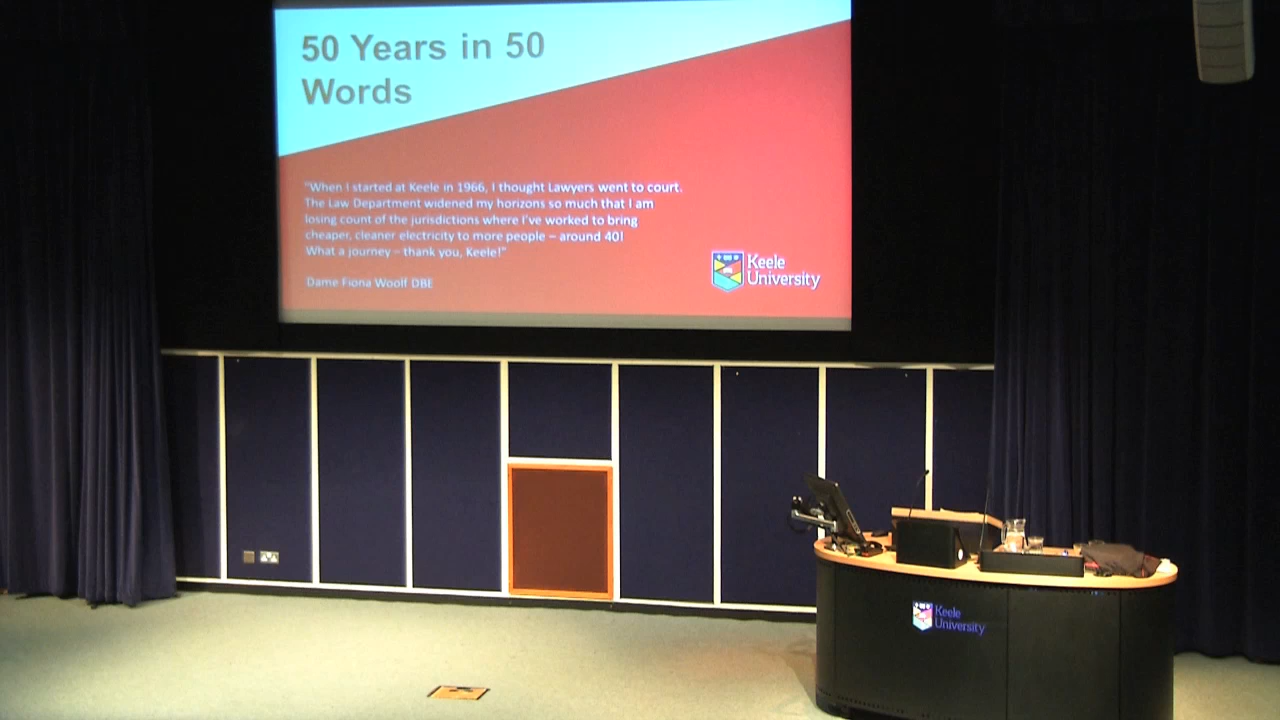 50 Years in 50
Words
"When I started at Keele in 1966, I thought Lawyers went to court.
The Law Department widened my horizons so much that I am
losing count of the jurisdictions where I've worked to bring
cheaper, cleaner electricity to more people – around 40!
What a journey – thank you, Keele!"
Dame Fiona Woolf DBE
Keele
University
Keele
University